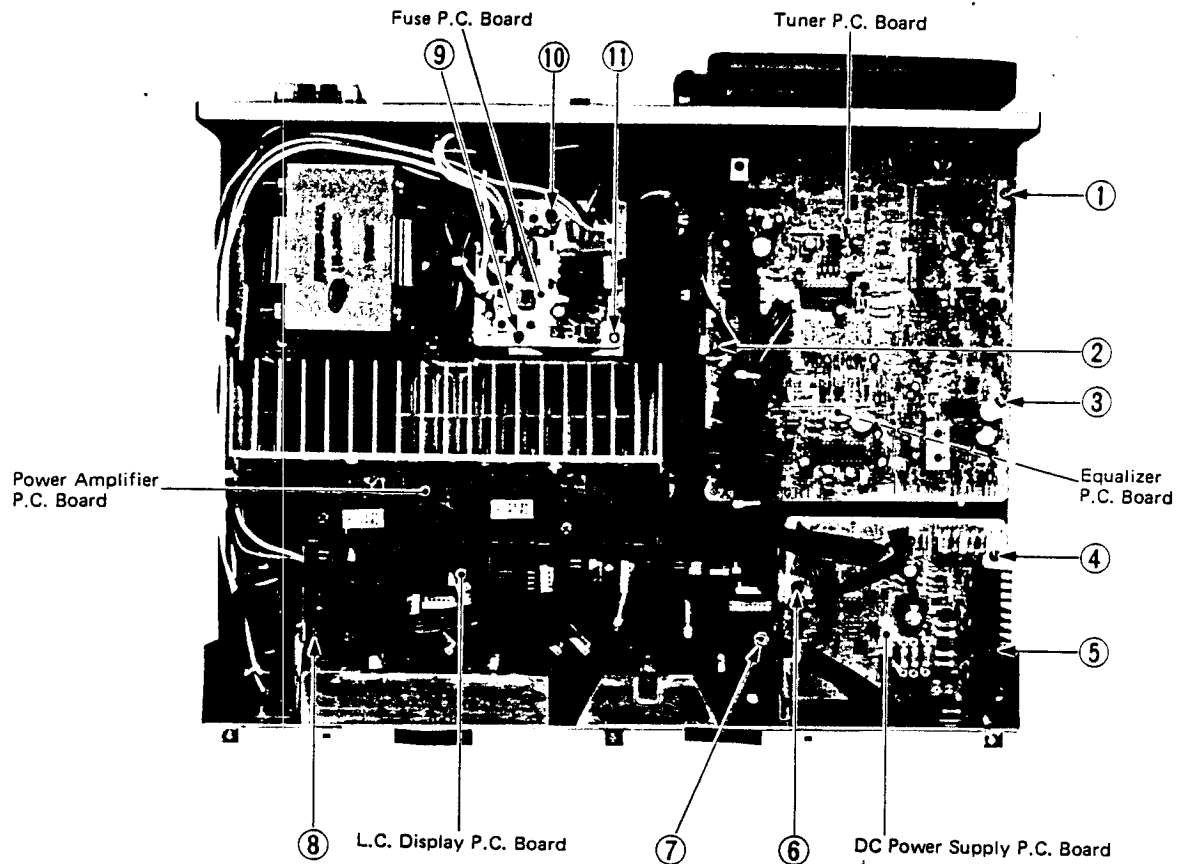 Fuse P.C. Board
Tuner P.C. Board
⑨
⑩
⑪
①
②
③
Power Amplifier
P.C. Board
Equalizer
P.C. Board
④
⑤
⑧
L.C. Display P.C. Board
⑦
⑥
DC Power Supply P.C. Board